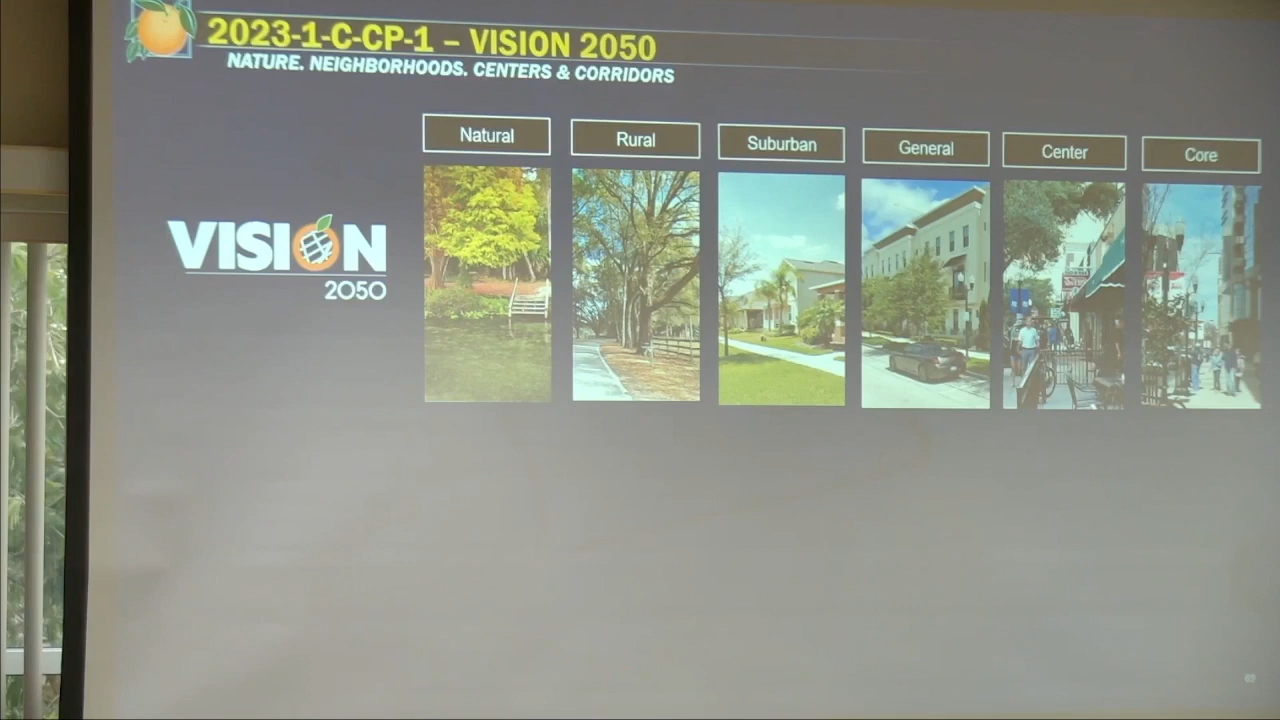 2023-1-C-CP-1 – VISION 2050
NATURE. NEIGHBORHOODS. CENTERS & CORRIDORS
Natural
Rural
Suburban
General
Center
Core
VISION
2050